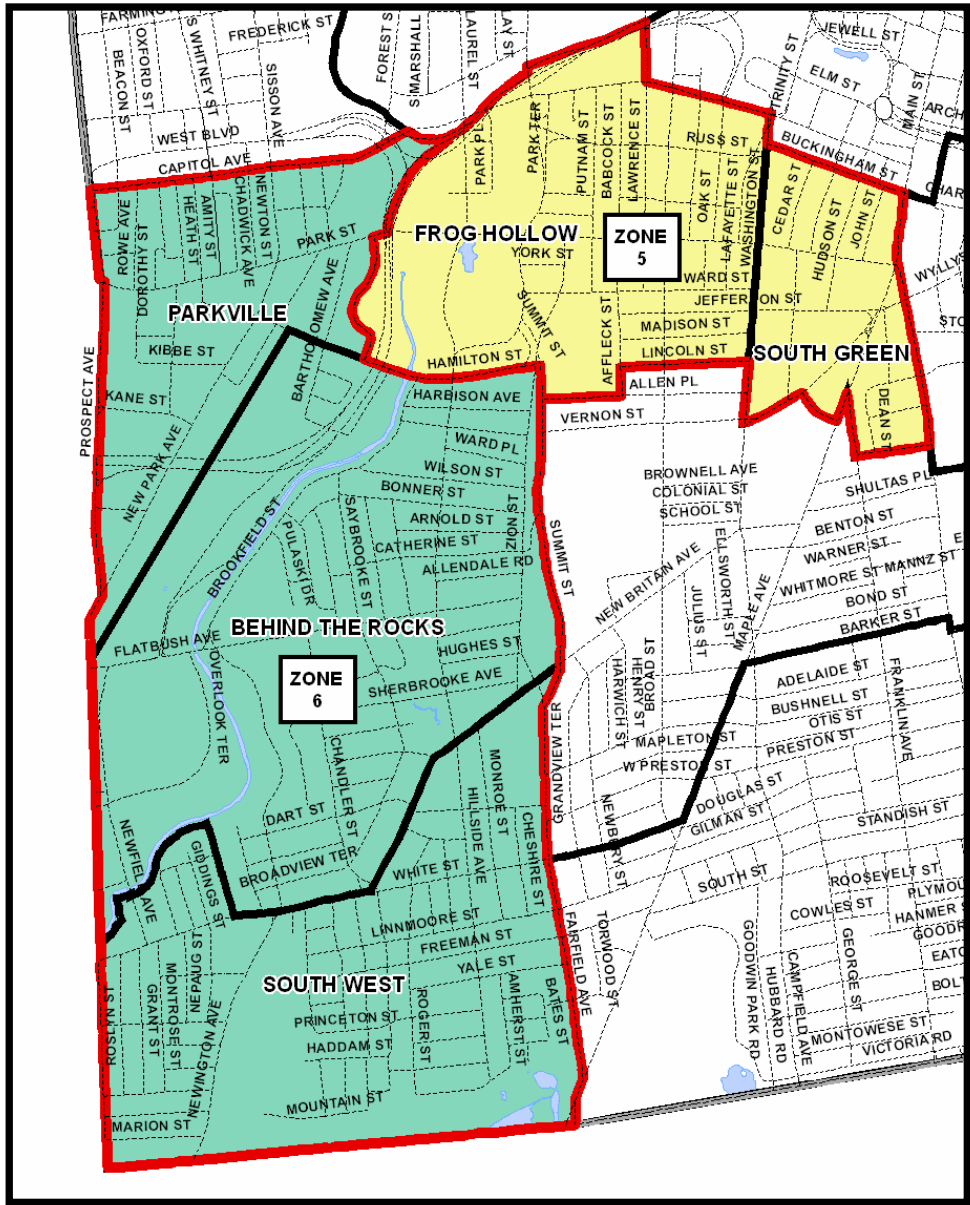 FARMINGTON
FREDERICK ST
BEACON ST
OXFORD ST
S WHITNEY ST
SISSON AVE
FOREST S
S MARSHALL
LAUREL ST
LAY ST
WEST BLVD
CAPITOL AVE
JEWELL ST
TRINITY ST
ELM ST
MAIN ST
ARCH
BUCKINGHAM ST
CHAR
WYLLYS
STO
PARK PL
PARK TER
PUTNAM ST
BABCOCK ST
LAWRENCE ST
RUSS ST
OAK ST
LAFAYETTE ST
WASHINGTON ST
CEDAR ST
HUDSON ST
JOHN ST
FROG HOLLOW
YORK ST
ZONE
5
WARD ST
JEFFERSON ST
MADISON ST
LINCOLN ST
SUMMIT ST
AFFLECK ST
HAMILTON ST
SOUTH GREEN
DEAN ST
ALLEN PL
VERNON ST
ROWE AVE
DOROTHY ST
HEATH ST
AMITY ST
CHADWICK AVE
NEWTON ST
PARK ST
PARKVILLE
BARTHOLOMEW AVE
KIBBE ST
KANE ST
PROSPECT AVE
NEW PARK AVE
HARBISON AVE
WARD PL
WILSON ST
BONNER ST
ARNOLD ST
CATHERINE ST
ALLENDALE RD
ZION ST
SUMMIT ST
SAYBROOKE ST
PULASKI DR
BROOKFIELD ST
BROWNELL AVE
COLONIAL ST
SCHOOL ST
SHULTAS PL
BENTON ST
WARNER ST
WHITMORE ST
MANNZ ST
BOND ST
BARKER ST
E
NEW BRITAIN AVE
ELLSWORTH ST
JULIUS ST
MAPLE AVE
FLATBUSH AVE
BEHIND THE ROCKS
HUGHES ST
ZONE
6
SHERBROOKE AVE
OVERLOOK TER
HARWICH ST
HENRY ST
BROAD ST
ADELAIDE ST
BUSHNELL ST
OTIS ST
PRESTON ST
FRANKLIN AVE
MAPLETON ST
W PRESTON ST
GRANDVIEW TER
NEWBURY ST
DOUGLAS ST
GILMAN ST
STANDISH ST
CHANDLER ST
DART ST
BROADVIEW TER
MONROE ST
HILLSIDE AVE
CHESHIRE ST
WHITE ST
NEWFIEL
AVE
GIDDINGS ST
LINNMOORE ST
FREEMAN ST
YALE ST
SOUTH ST
ROOSEVELT ST
PLYMOU
COWLES ST
HANMER S
GOODR
EATO
BOLT
FAIRFIELD AVE
TORWOOD ST
GOODWIN PARK RD
HUBBARD RD
CAMPFIELD AVE
GEORGE ST
MONTOWESE ST
VICTORIA RD
SOUTH WEST
ROSLYN ST
GRANT ST
MONTROSE ST
NEPAUG ST
NEWINGTON AVE
PRINCETON ST
HADDAM ST
ROGER ST
AMHERST ST
BATES ST
MOUNTAIN ST
MARION ST